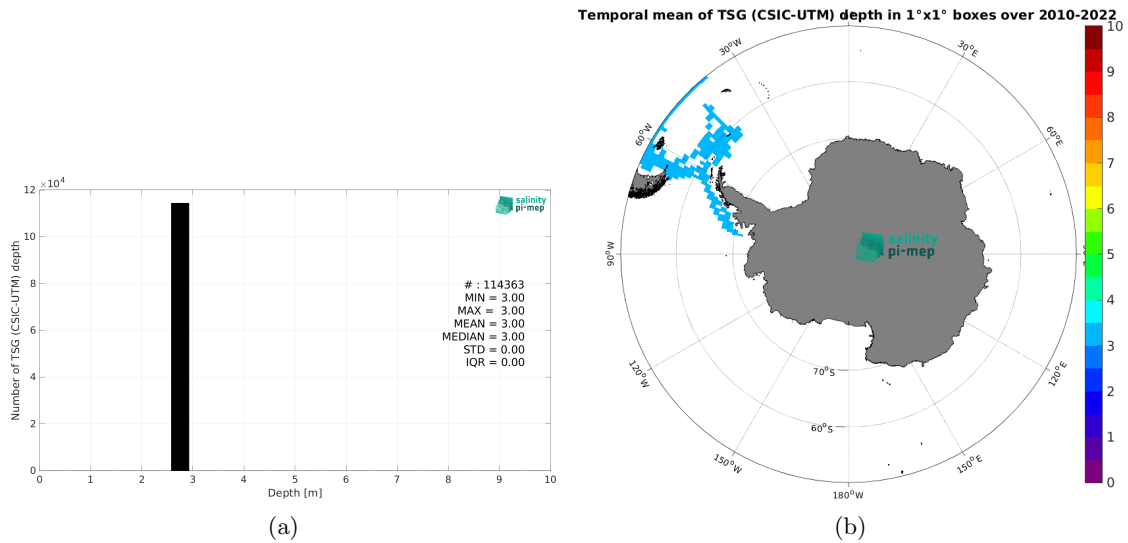 Temporal mean of TSG (CSIC-UTM) depth in 1°x1° boxes over 2010-2022
×10⁴
12
10
8
6
4
2
0
Number of TSG (CSIC-UTM) depth
salinity
pi-mep
# : 114363
MIN = 3.00
MAX = 3.00
MEAN = 3.00
MEDIAN = 3.00
STD = 0.00
IQR = 0.00
0 1 2 3 4 5 6 7 8 9 10
Depth [m]
(a)
30°W
30°E
60°W
60°E
90°W
salinity
pi-mep
120°W
70°S
120°E
60°S
150°W
150°E
180°W
10
9
8
7
6
5
4
3
2
1
0
(b)